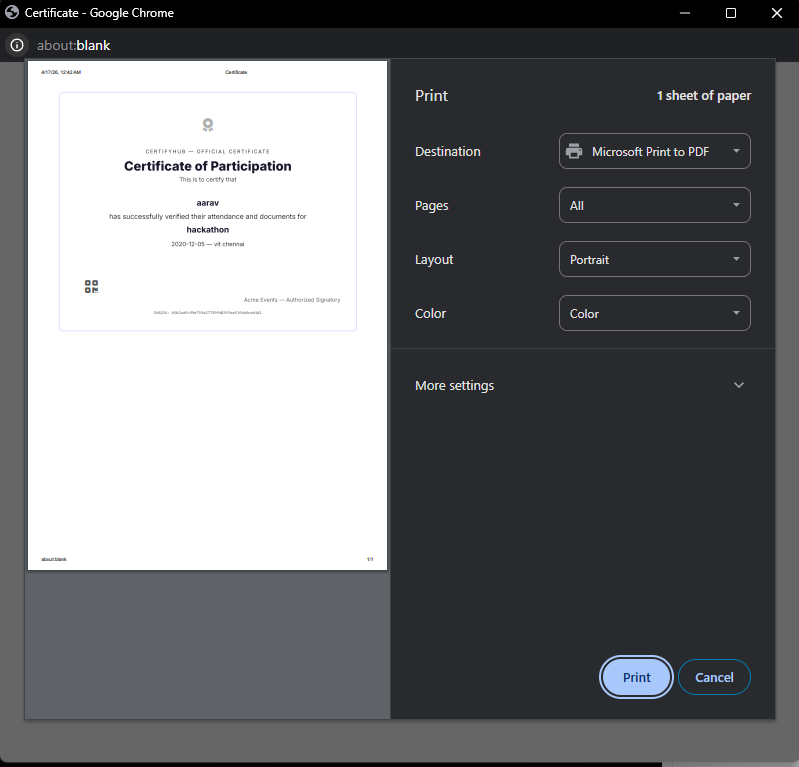 Certificate - Google Chrome
about:blank
4/17/26, 12:42 AM
Certificate
CERTIFYHUB — OFFICIAL CERTIFICATE
Certificate of Participation
This is to certify that
aarav
has successfully verified their attendance and documents for
hackathon
2020-12-05 — vit chennai
Acme Events — Authorized Signatory
about:blank
1/1
Print
1 sheet of paper
Destination
Microsoft Print to PDF
Pages
All
Layout
Portrait
Color
Color
More settings
Print
Cancel